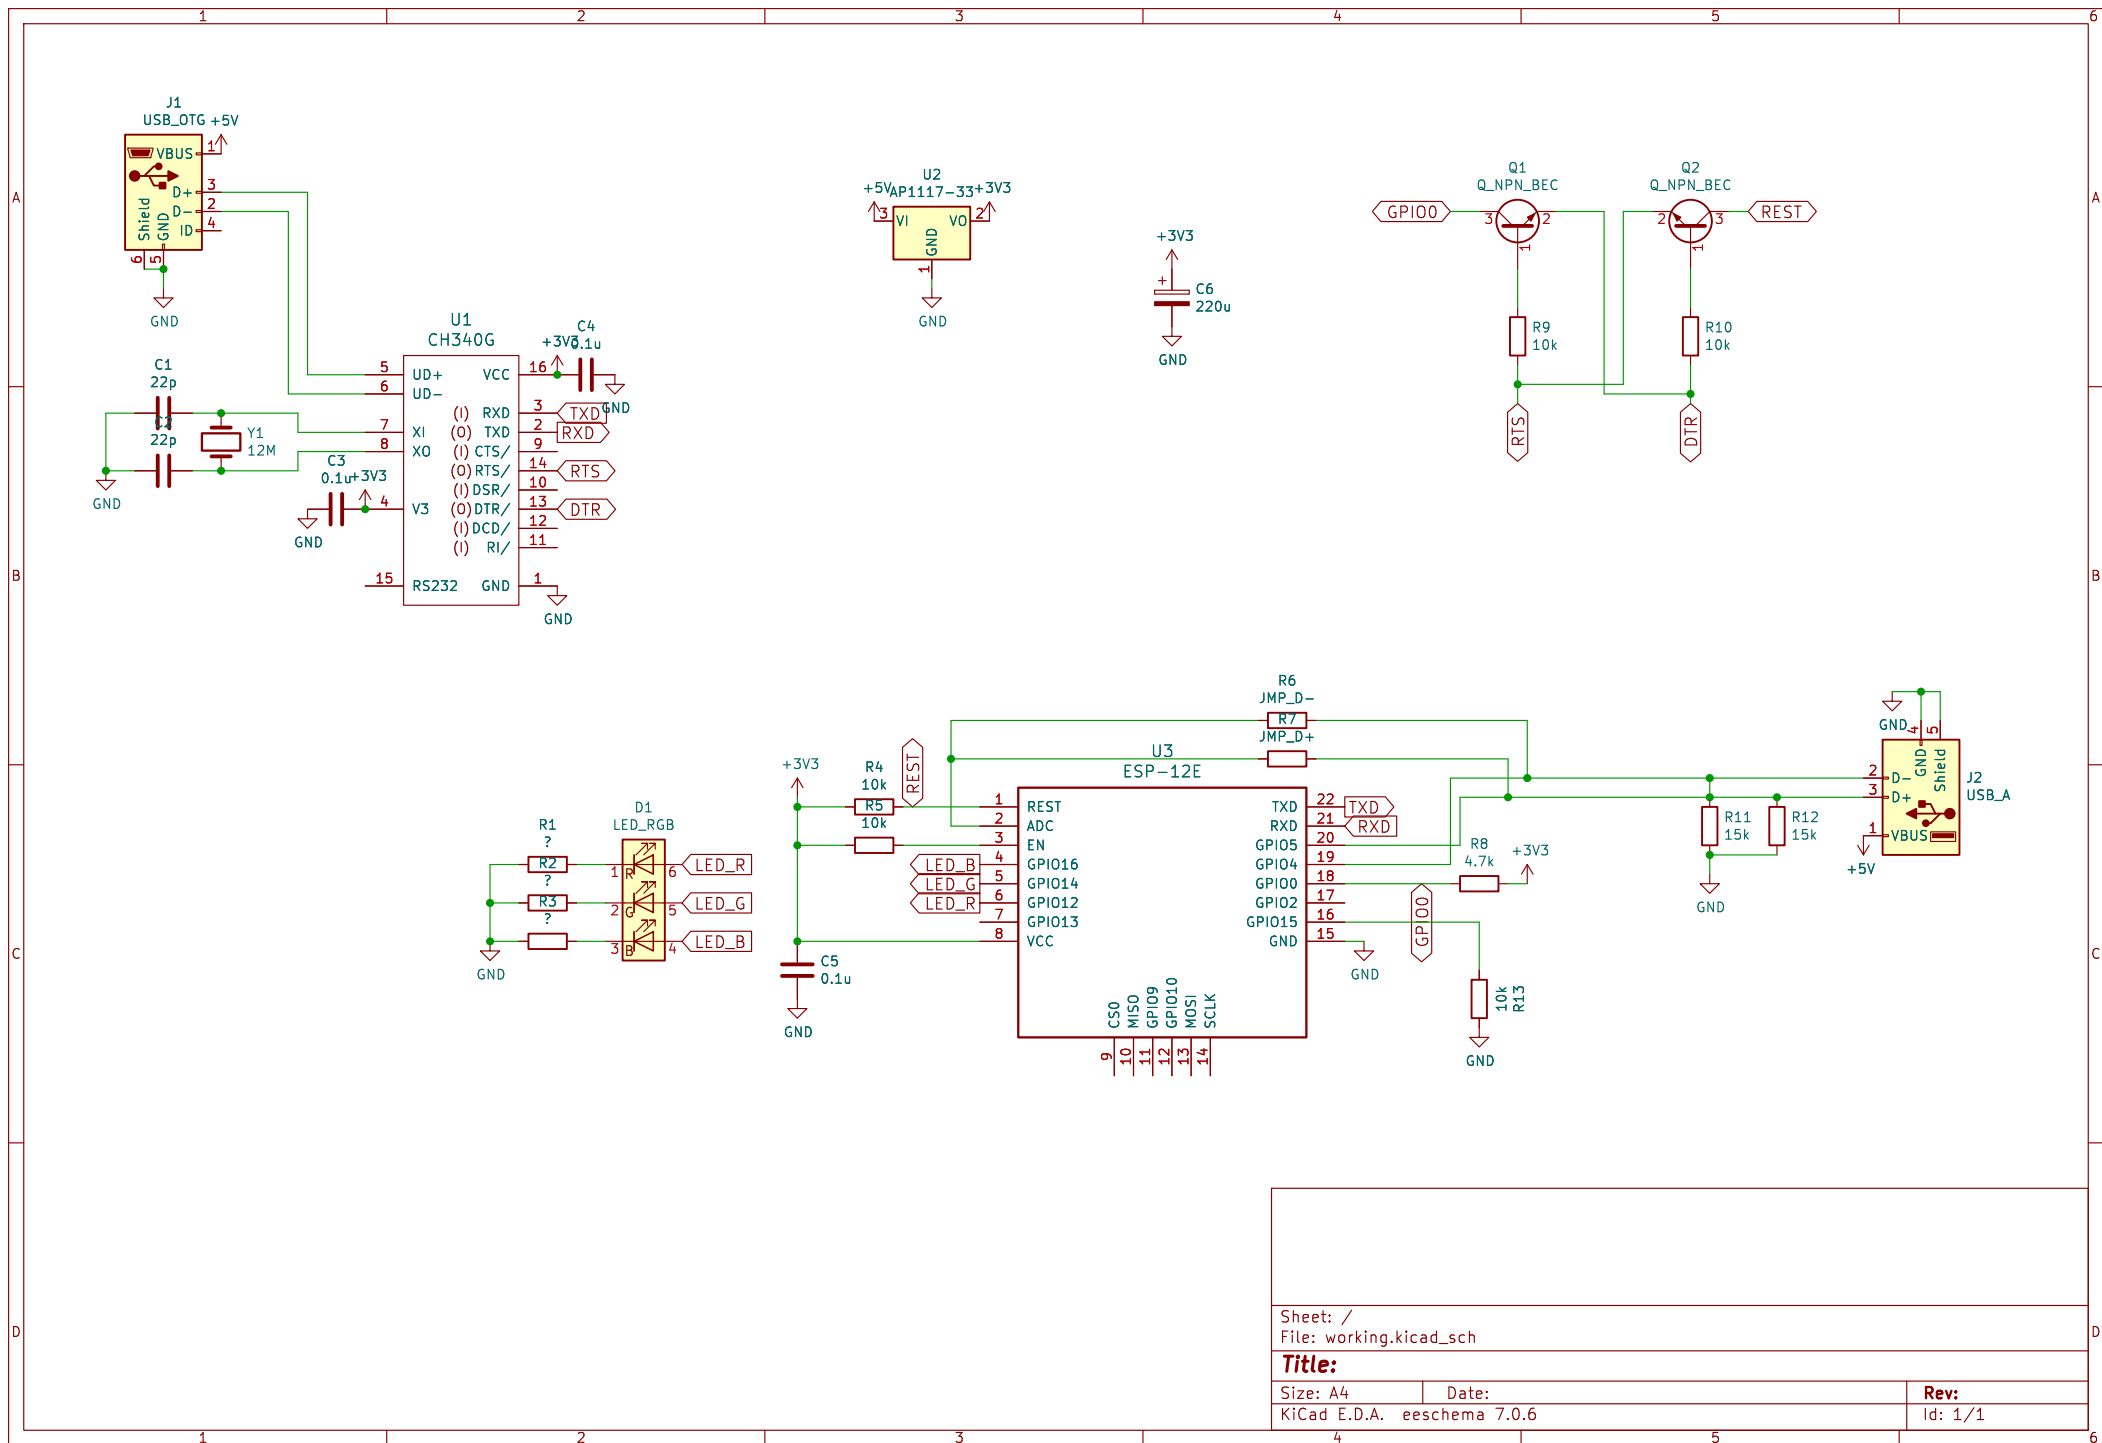 1 2 3 4 5 6
A
B
C
D
A
B
C
D
1 2 3 4 5 6
J1
USB_OTG
+5V
VBUS 1
D+ 3
D- 2
ID 4
Shield
GND
6
5
GND
U1
CH340G
5 UD+
6 UD-
7 XI
8 XO
4 V3
15 RS232
VCC 16
(I) RXD 3
(O) TXD 2
(I) CTS/ 9
(O) RTS/ 14
(I) DSR/ 10
(O) DTR/ 13
(I) DCD/ 12
(I) RI/ 11
GND 1
TXD
RXD
RTS
DTR
GND
+3V3
C4
0.1u
GND
C1
22p
C2
22p
Y1
12M
GND
C3
0.1u
+3V3
GND
U2
AP1117-33
+5V
+3V3
3 VI
VO 2
GND
1
GND
+3V3
+
C6
220u
GND
Q1
Q_NPN_BEC
GPIO0
3
2
1
R9
10k
RTS
Q2
Q_NPN_BEC
REST
2
3
1
R10
10k
DTR
D1
LED_RGB
R1
?
R2
?
R3
?
1 R 6
2 G 5
3 B 4
LED_R
LED_G
LED_B
GND
+3V3
R4
10k
R5
10k
REST
C5
0.1u
GND
LED_B
LED_G
LED_R
U3
ESP-12E
1 REST
2 ADC
3 EN
4 GPIO16
5 GPIO14
6 GPIO12
7 GPIO13
8 VCC
TXD 22
RXD 21
GPIO5 20
GPIO4 19
GPIO0 18
GPIO2 17
GPIO15 16
GND 15
CS0
MISO
GPIO9
GPIO10
MOSI
SCLK
9
10
11
12
13
14
TXD
RXD
GND
R6
JMP_D-
R7
JMP_D+
R8
4.7k
+3V3
GPIO0
10k
R13
GND
R11
15k
R12
15k
GND
GND
4
5
GND
Shield
2 D-
3 D+
1 VBUS
J2
USB_A
+5V
Sheet: /
File: working.kicad_sch
Title:
Size: A4
Date:
Rev:
KiCad E.D.A. eeschema 7.0.6
Id: 1/1